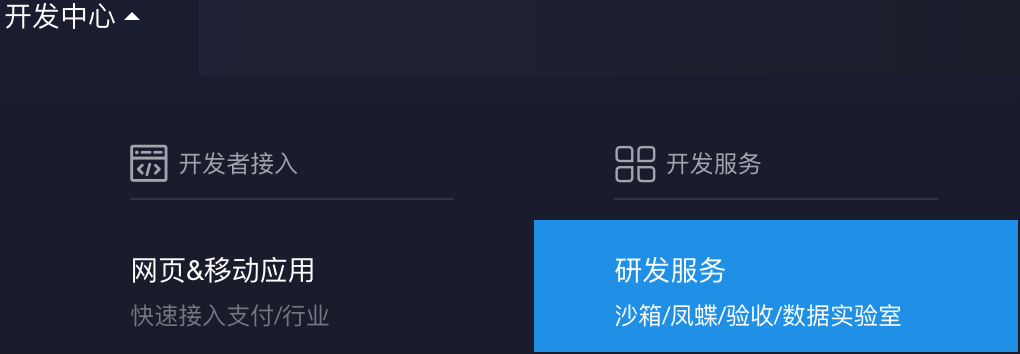 开发中心
开发者接入
开发服务
网页&移动应用
研发服务
快速接入支付/行业
沙箱/凤蝶/验收/数据实验室